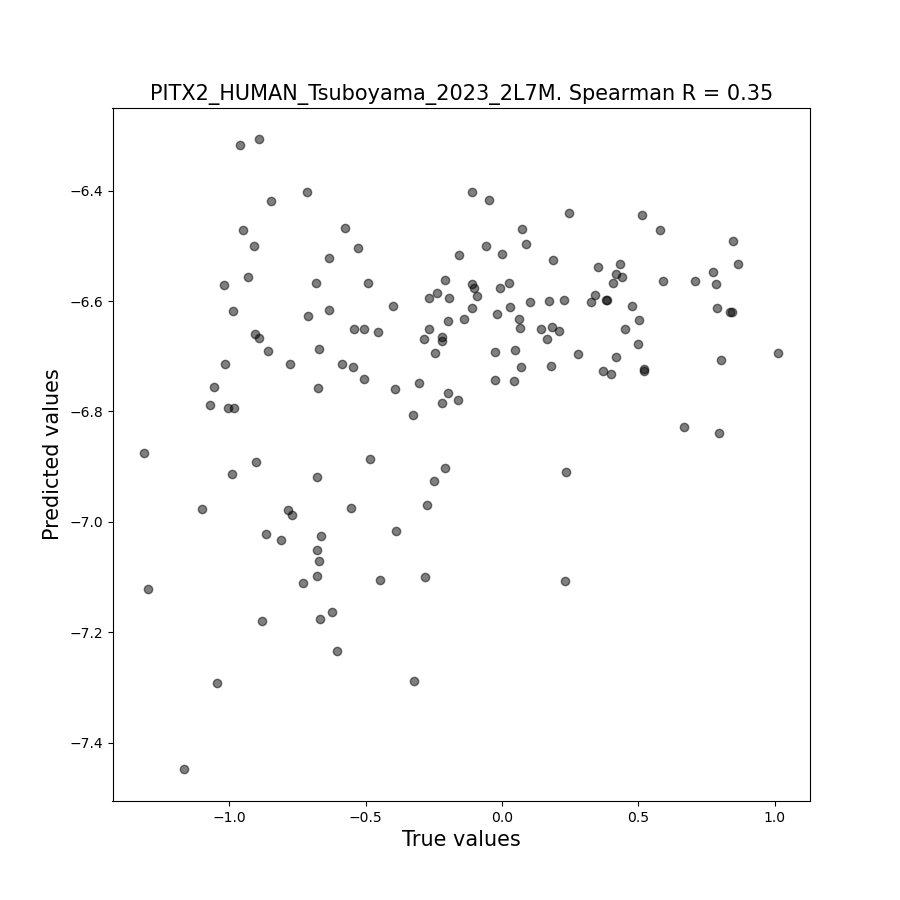 PITX2_HUMAN_Tsuboyama_2023_2L7M. Spearman R = 0.35
Predicted values
−6.4
−6.6
−6.8
−7.0
−7.2
−7.4
−1.0 −0.5 0.0 0.5 1.0
True values